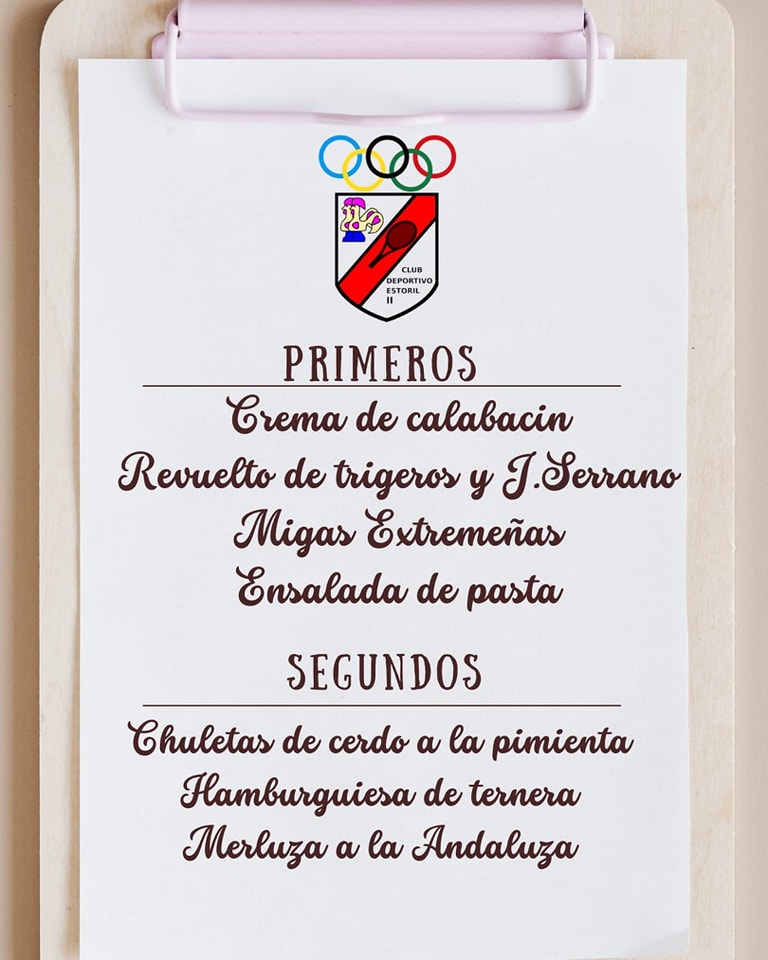 CLUB
DEPORTIVO
ESTORIL
II
PRIMEROS
Crema de calabacin
Revuelto de trigeros y J.Serrano
Migas Extremeñas
Ensalada de pasta
SEGUNDOS
Chuletas de cerdo a la pimienta
Hamburguiesa de ternera
Merluza a la Andaluza